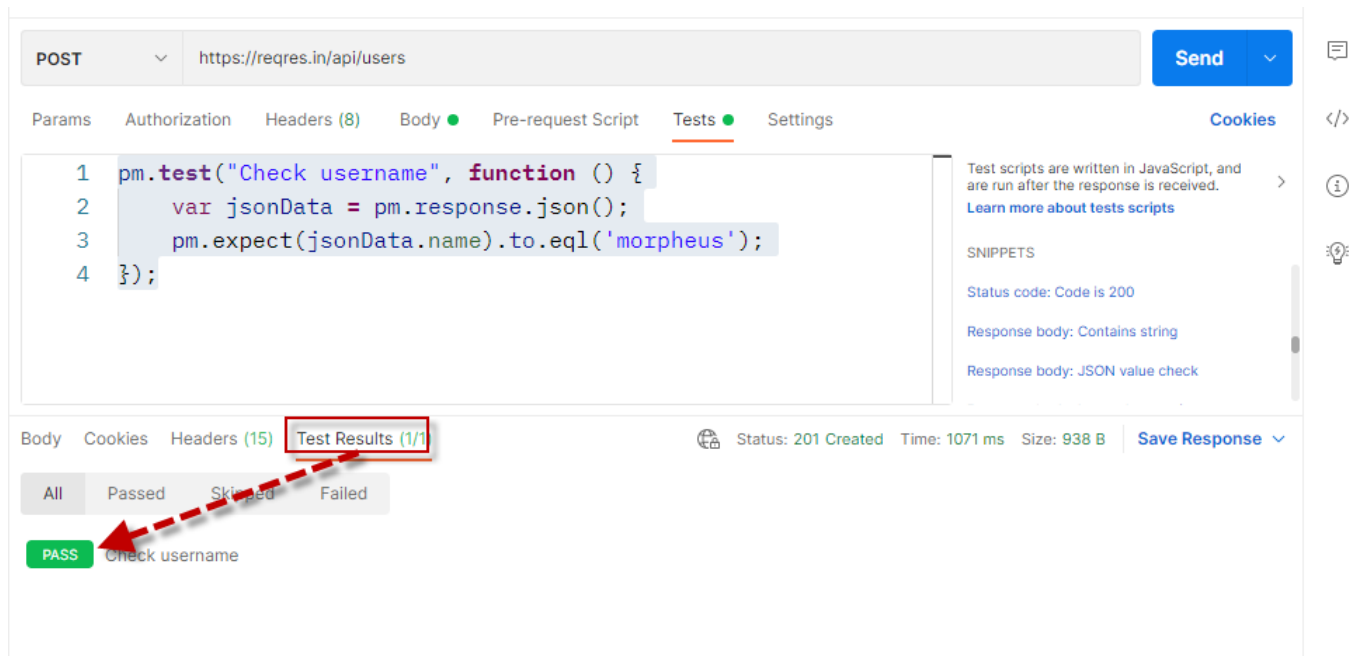 POST https://reqres.in/api/users Send
Params Authorization Headers (8) Body Pre-request Script Tests Settings Cookies
1 pm.test("Check username", function () {
2 var jsonData = pm.response.json();
3 pm.expect(jsonData.name).to.eql('morpheus');
4 });
Test scripts are written in JavaScript, and
are run after the response is received.
Learn more about tests scripts
SNIPPETS
Status code: Code is 200
Response body: Contains string
Response body: JSON value check
Body Cookies Headers (15) Test Results (1/1) Status: 201 Created Time: 1071 ms Size: 938 B Save Response
All Passed Skipped Failed
PASS Check username